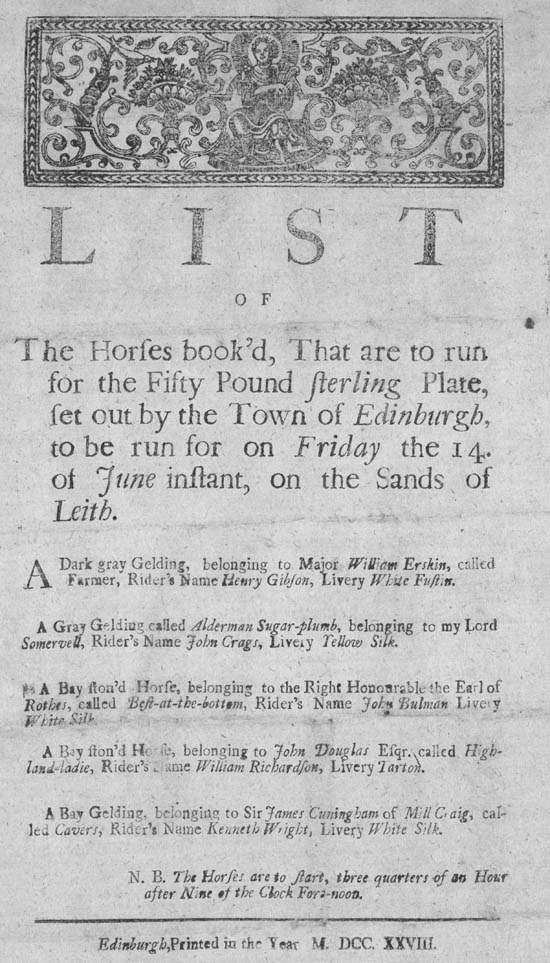 LIST
OF
The Horſes book'd, That are to run
for the Fifty Pound ſterling Plate,
ſet out by the Town of Edinburgh,
to be run for on Friday the 14.
of June inſtant, on the Sands of
Leith.
A Dark gray Gelding, belonging to Major William Erskin, called
Farmer, Rider's Name Henry Gibſon, Livery White Fuſtin.
A Gray Gelding called Alderman Sugar-plumb, belonging to my Lord
Somervell, Rider's Name John Crags, Livery Yellow Silk.
A Bay ſton'd Horſe, belonging to the Right Honourable the Earl of
Rothes, called Beſt-at-the-bottom, Rider's Name John Bulman Livery
White Silk
A Bay ſton'd Horſe, belonging to John Douglas Eſqr. called High-
land-ladie, Rider's Name William Richardſon, Livery Tarton.
A Bay Gelding, belonging to Sir James Cuningham of Mill Craig, cal-
led Cavers, Rider's Name Kenneth Wright, Livery White Silk.
N. B. The Horſes are to ſtart, three quarters of an Hour
after Nine of the Clock Fore-noon.
Edinburgh, Printed in the Year M. DCC. XXVIII.